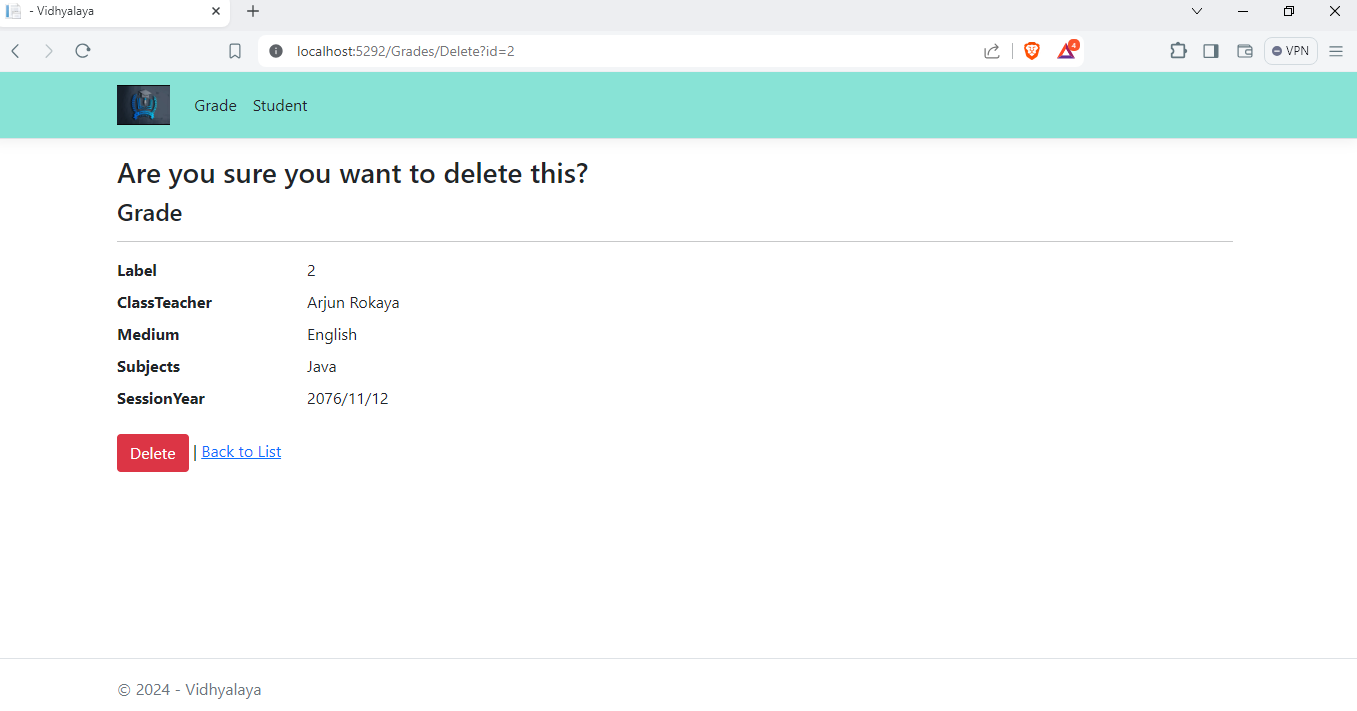 - Vidhyalaya
localhost:5292/Grades/Delete?id=2
4
VPN
Grade Student
Are you sure you want to delete this?
Grade
Label 2
ClassTeacher Arjun Rokaya
Medium English
Subjects Java
SessionYear 2076/11/12
Delete | Back to List
© 2024 - Vidhyalaya